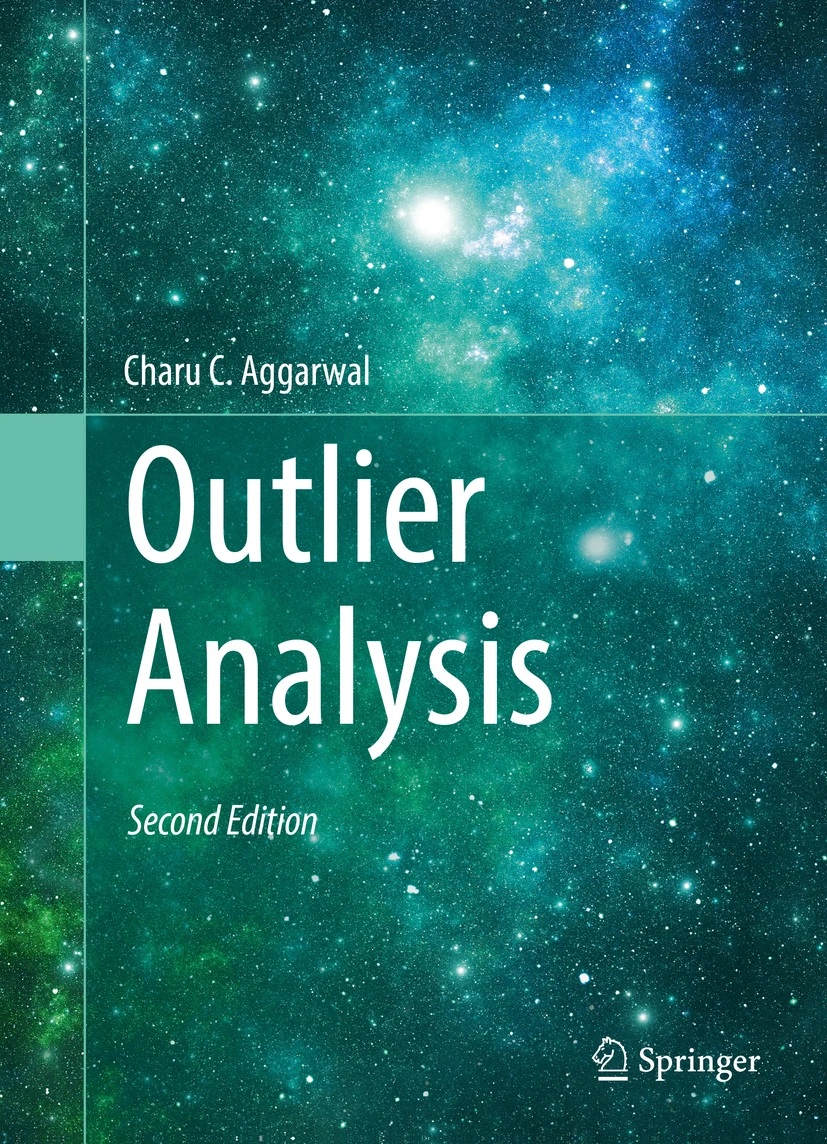 Charu C. Aggarwal
Outlier
Analysis
Second Edition
Springer